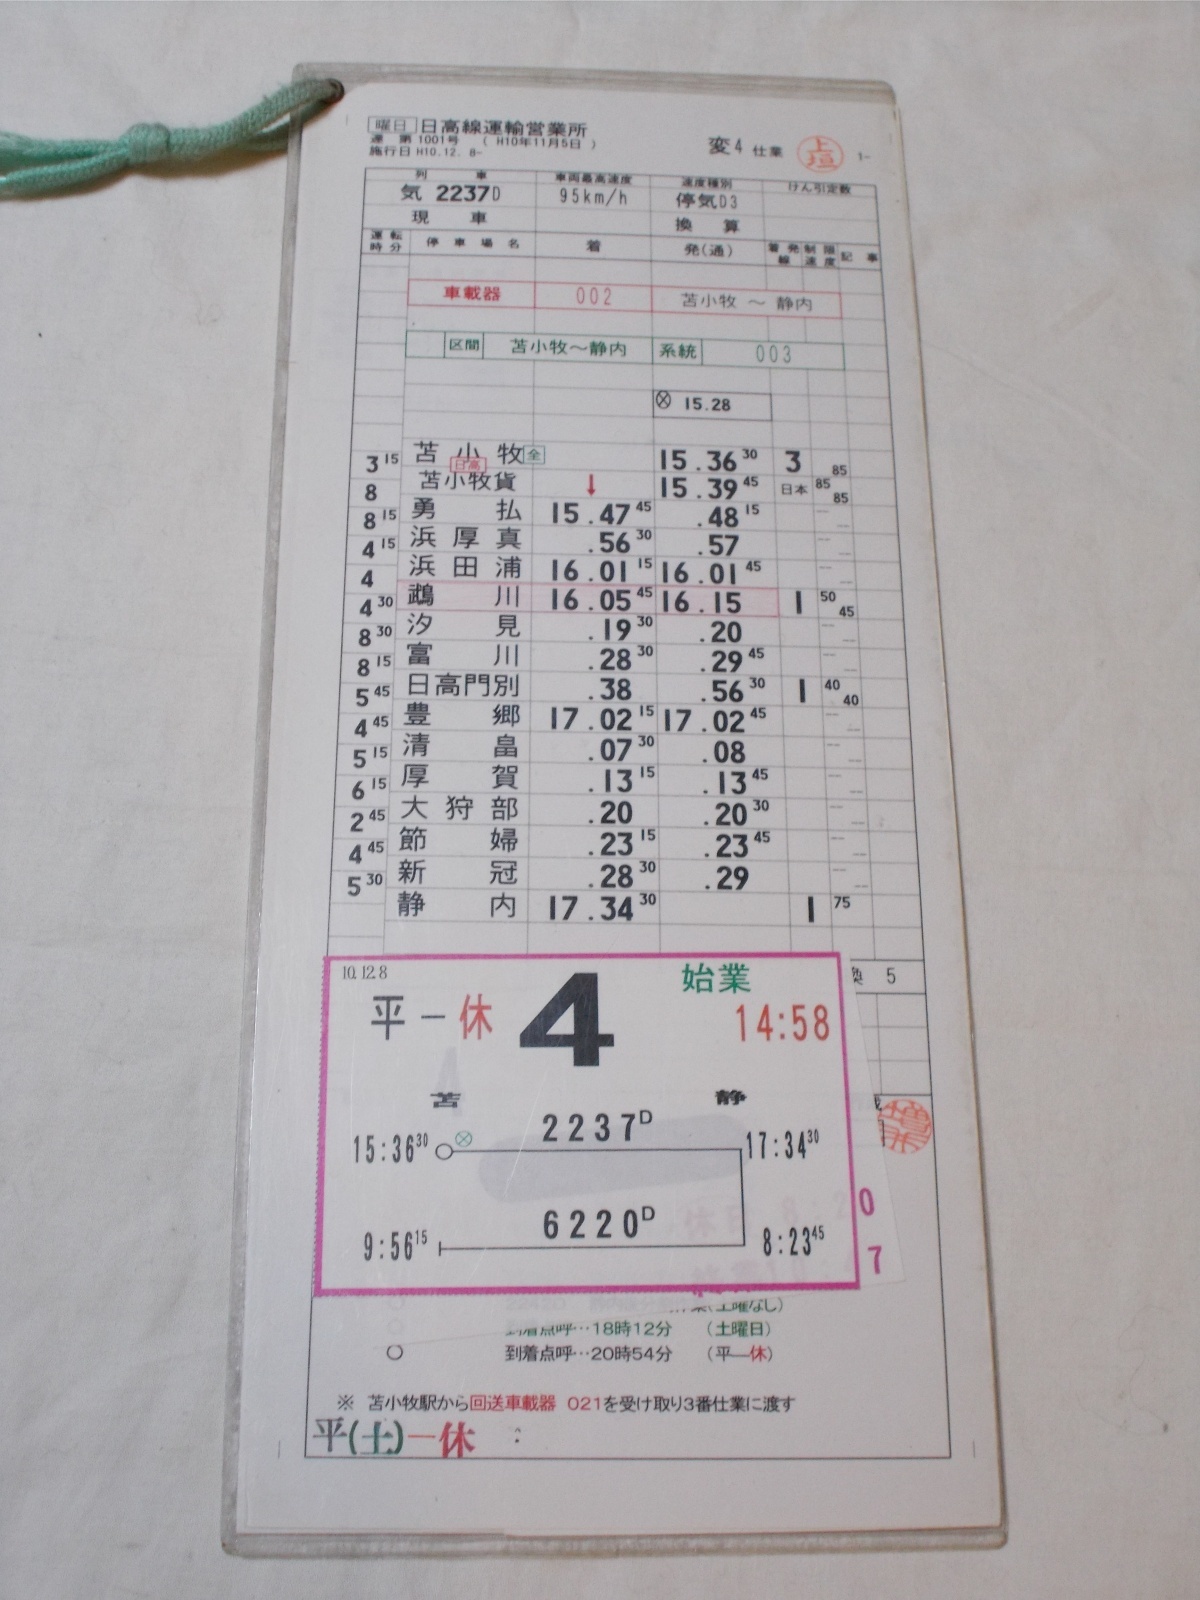 曜日 日高線運輸営業所
運 第1001号 ( H10年11月5日 )
施行日 H10.12. 8-
変4 仕業 上垣 1-
列 車 車両最高速度 速度種別 けん引定数
気 2237D 95km/h 停気D3
現 車 換 算
運転時分 停車場名 着 発(通) 着発線 制限速度 記事
車載器 002 苫小牧 〜 静内
区間 苫小牧〜静内 系統 003
⊗ 15.28
3 15 苫小牧 全 15.36 30 3 85
日高
8 苫小牧貨 ↓ 15.39 45 日本 85 85
8 15 勇払 15.47 45 .48 15
4 15 浜厚真 .56 30 .57
4 浜田浦 16.01 15 16.01 45
4 30 鵡川 16.05 45 16.15 1 50 45
8 30 汐見 .19 30 .20
8 15 富川 .28 30 .29 45
5 45 日高門別 .38 .56 30 1 40 40
4 45 豊郷 17.02 15 17.02 45
5 15 清畠 .07 30 .08
6 15 厚賀 .13 15 .13 45
2 45 大狩部 .20 .20 30
4 45 節婦 .23 15 .23 45
5 30 新冠 .28 30 .29
静内 17.34 30 1 75
10.12.8 始業
5
平−休 4 14:58
苫 静
2237D
15:36 30 ⊗ 17:34 30
6220D
9:56 15 8:23 45
0
7
(土曜なし)
到着点呼…18時12分 (土曜日)
到着点呼…20時54分 (平―休)
※ 苫小牧駅から回送車載器 021を受け取り3番仕業に渡す
平(土)−休 :